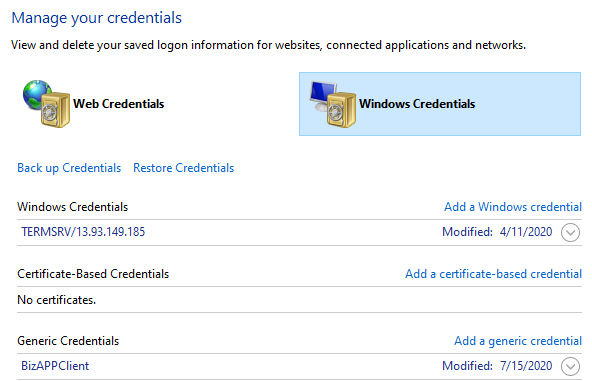 Manage your credentials
View and delete your saved logon information for websites, connected applications and networks.
Web Credentials
Windows Credentials
Back up Credentials Restore Credentials
Windows Credentials Add a Windows credential
TERMSRV/13.93.149.185 Modified: 4/11/2020
Certificate-Based Credentials Add a certificate-based credential
No certificates.
Generic Credentials Add a generic credential
BizAPPClient Modified: 7/15/2020